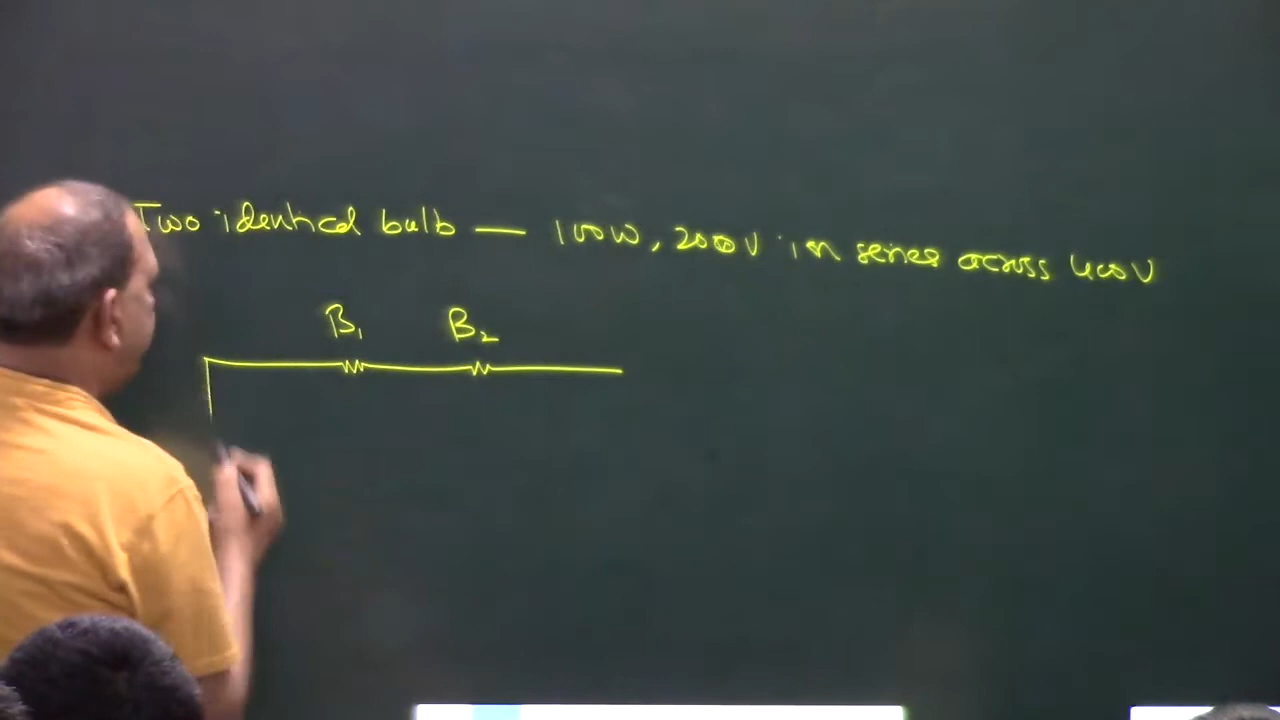 Two identical bulb — 100W, 200V in series across 400V
B₁ B₂